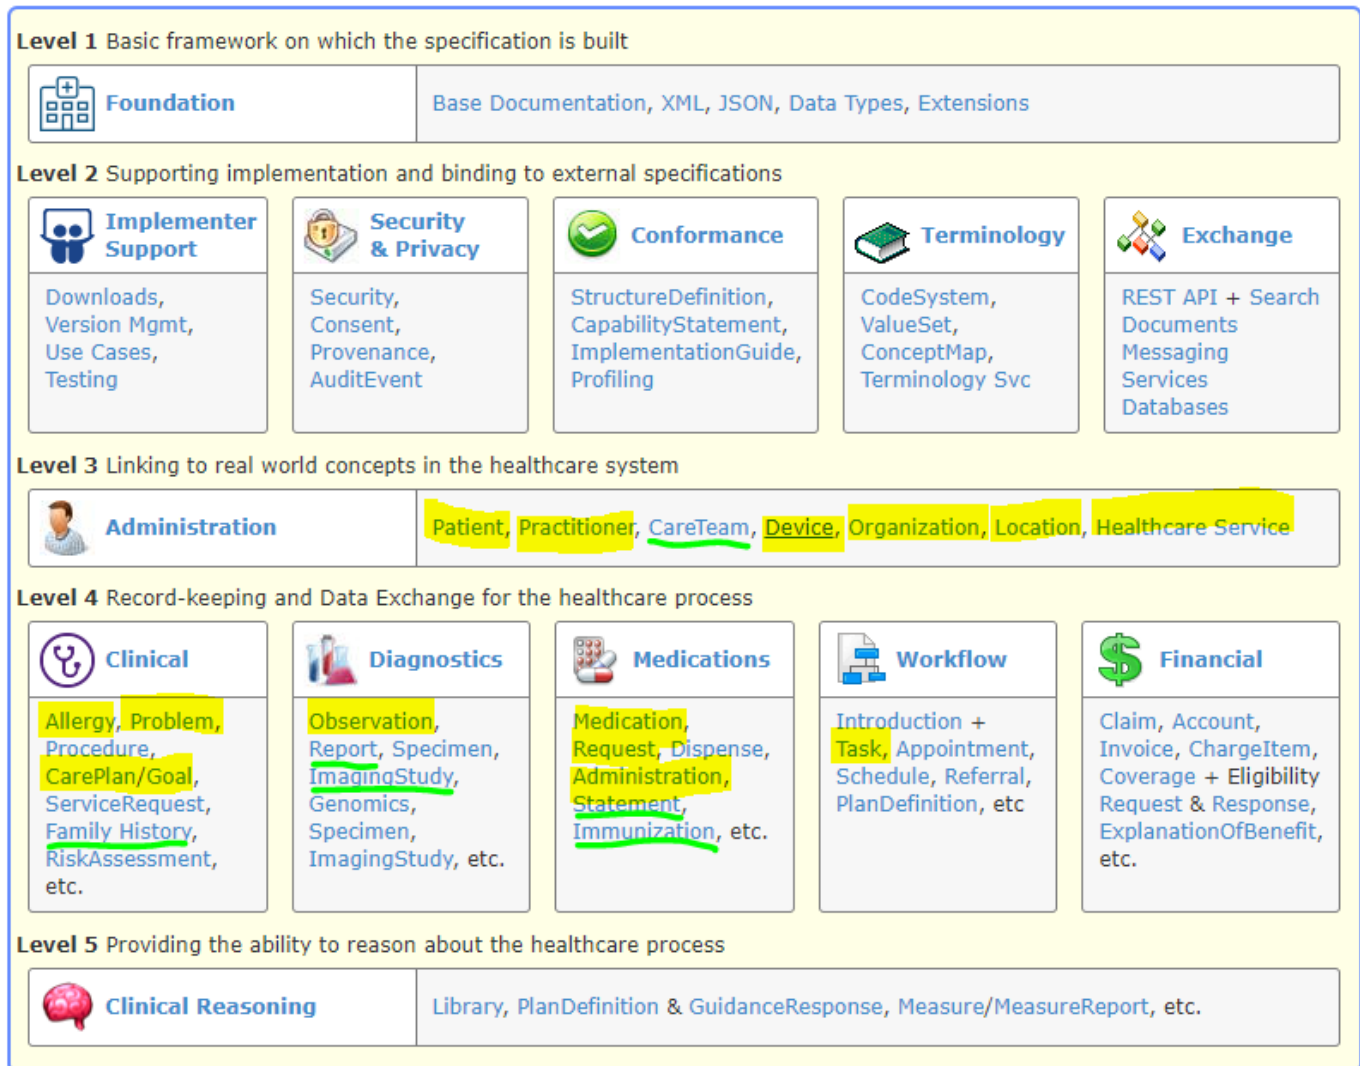 Level 1 Basic framework on which the specification is built
Foundation
Base Documentation, XML, JSON, Data Types, Extensions
Level 2 Supporting implementation and binding to external specifications
Implementer
Support
Downloads,
Version Mgmt,
Use Cases,
Testing
Security
& Privacy
Security,
Consent,
Provenance,
AuditEvent
Conformance
StructureDefinition,
CapabilityStatement,
ImplementationGuide,
Profiling
Terminology
CodeSystem,
ValueSet,
ConceptMap,
Terminology Svc
Exchange
REST API + Search
Documents
Messaging
Services
Databases
Level 3 Linking to real world concepts in the healthcare system
Administration
Patient, Practitioner, CareTeam, Device, Organization, Location, Healthcare Service
Level 4 Record-keeping and Data Exchange for the healthcare process
Clinical
Allergy, Problem,
Procedure,
CarePlan/Goal,
ServiceRequest,
Family History,
RiskAssessment,
etc.
Diagnostics
Observation,
Report, Specimen,
ImagingStudy,
Genomics,
Specimen,
ImagingStudy, etc.
Medications
Medication,
Request, Dispense,
Administration,
Statement,
Immunization, etc.
Workflow
Introduction +
Task, Appointment,
Schedule, Referral,
PlanDefinition, etc
Financial
Claim, Account,
Invoice, ChargeItem,
Coverage + Eligibility
Request & Response,
ExplanationOfBenefit,
etc.
Level 5 Providing the ability to reason about the healthcare process
Clinical Reasoning
Library, PlanDefinition & GuidanceResponse, Measure/MeasureReport, etc.